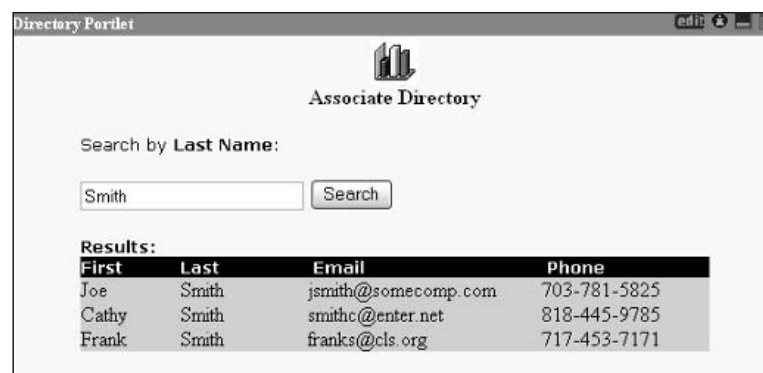 Directory Portlet edit
Associate Directory
Search by Last Name:
Smith Search
Results:
First Last Email Phone
Joe Smith jsmith@somecomp.com 703-781-5825
Cathy Smith smithc@enter.net 818-445-9785
Frank Smith franks@cls.org 717-453-7171